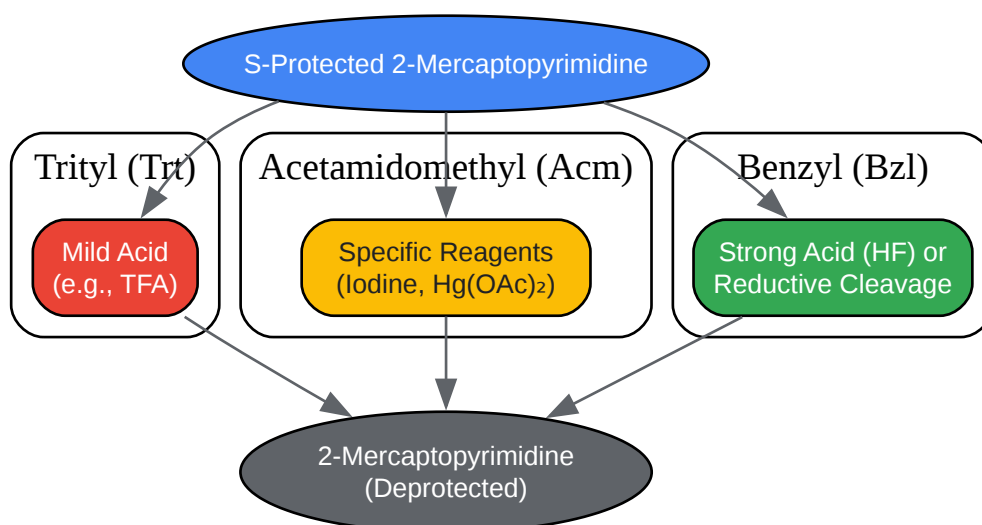 S-Protected 2-Mercaptopyrimidine
Trityl (Trt)
Mild Acid
(e.g., TFA)
Acetamidomethyl (Acm)
Specific Reagents
(Iodine, Hg(OAc)₂)
Benzyl (Bzl)
Strong Acid (HF) or
Reductive Cleavage
2-Mercaptopyrimidine
(Deprotected)